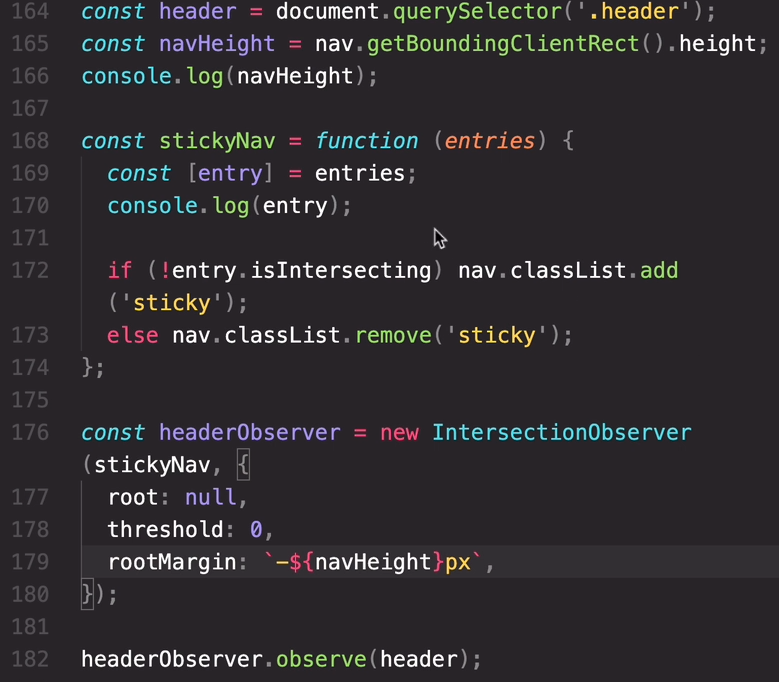 164 const header = document.querySelector('.header');
165 const navHeight = nav.getBoundingClientRect().height;
166 console.log(navHeight);
167
168 const stickyNav = function (entries) {
169   const [entry] = entries;
170   console.log(entry);
171
172   if (!entry.isIntersecting) nav.classList.add
  ('sticky');
173   else nav.classList.remove('sticky');
174 };
175
176 const headerObserver = new IntersectionObserver
(stickyNav, {
177   root: null,
178   threshold: 0,
179   rootMargin: `-${navHeight}px`,
180 });
181
182 headerObserver.observe(header);